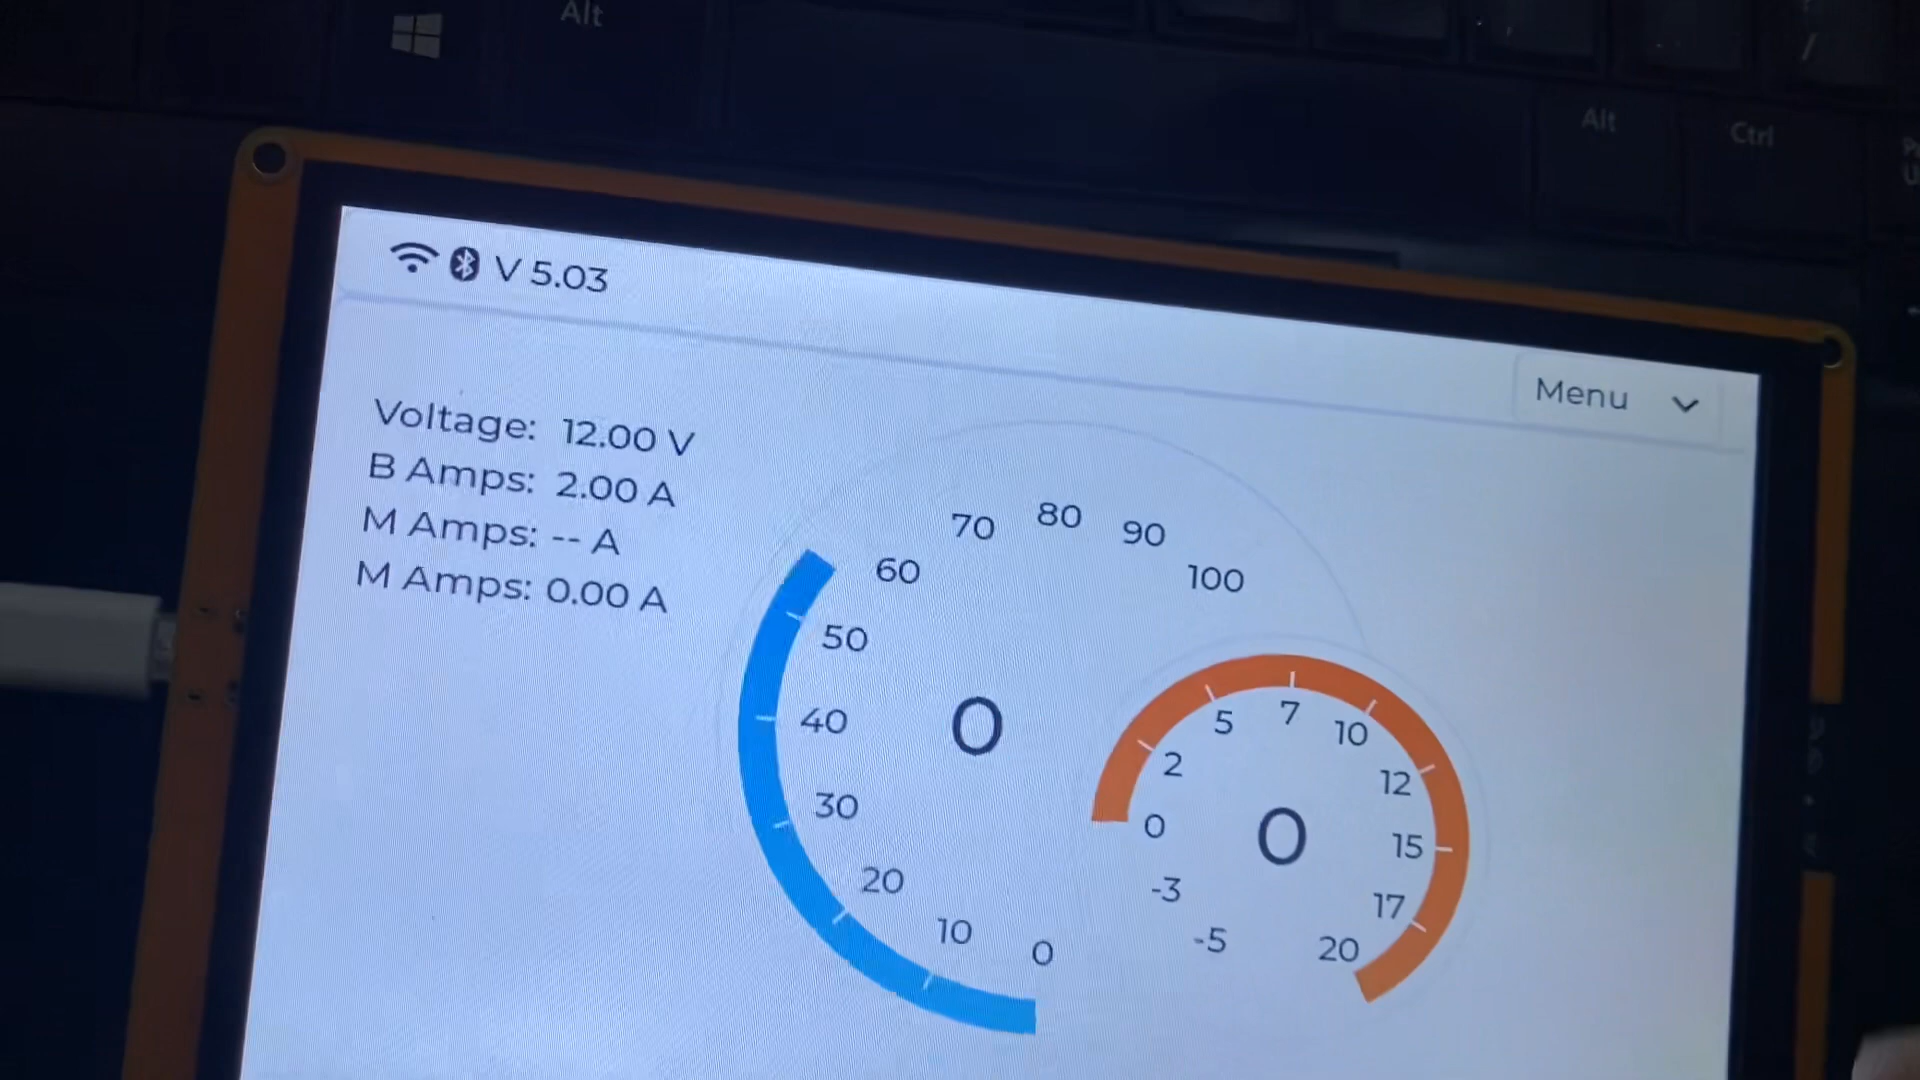 Alt
/
Alt
Ctrl
V 5.03
Menu
Voltage: 12.00 V
B Amps: 2.00 A
M Amps: -- A
M Amps: 0.00 A
70 80 90
60 100
50
40 0
30
20
10 0
5 7 10
2 12
0 0 15
-3 17
-5 20